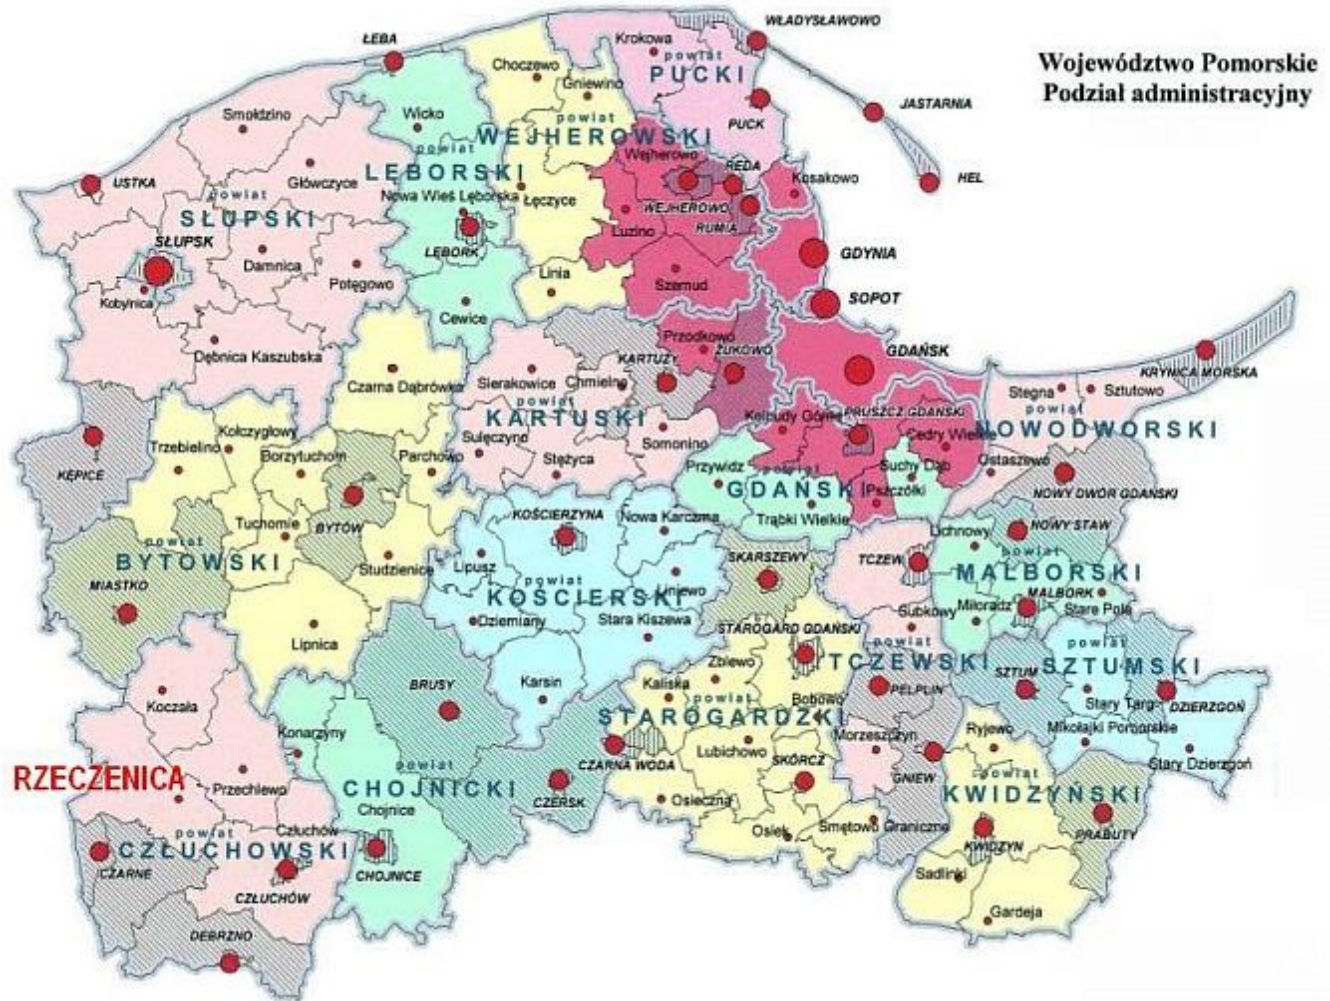 WŁADYSŁAWOWO
ŁEBA
Krokowa
powiat
PUCKI
Województwo Pomorskie
Podział administracyjny
Choczewo
Gniewino
JASTARNIA
Smołdzino
Wicko
powiat
WEJHEROWSKI
PUCK
powiat
LĘBORSKI
Wejherowo
REDA
HEL
USTKA
Główczyce
Kosakowo
powiat
SŁUPSKI
Nowa Wieś Lęborska
Łęczyce
WEJHEROWO
RUMIA
Luzino
SŁUPSK
LĘBORK
GDYNIA
Damnica
Linia
Potęgowo
Szemud
Kobylnica
SOPOT
Cewice
Przodkowo
ŻUKOWO
GDAŃSK
Dębnica Kaszubska
KARTUZY
KRYNICA MORSKA
Czarna Dąbrówka
Sierakowice
Chmielno
Stegna
Sztutowo
powiat
KARTUSKI
powiat
NOWODWORSKI
Kolbudy Górne
PRUSZCZ GDAŃSKI
Cedry Wielkie
Kołczygłowy
Trzebielino
Borzytuchom
Parchowo
Sulęczyno
Somonino
Stężyca
Przywidz
Suchy Dąb
Ostaszewo
KĘPICE
powiat
GDAŃSKI
Pszczółki
NOWY DWÓR GDAŃSKI
Tuchomie
BYTÓW
KOŚCIERZYNA
Nowa Karczma
Trąbki Wielkie
Lichnowy
NOWY STAW
powiat
BYTOWSKI
Studzienice
Lipusz
SKARSZEWY
TCZEW
powiat
MALBORSKI
MIASTKO
powiat
KOŚCIERSKI
Liniewo
MALBORK
Stare Pole
Miłoradz
Subkowy
Dziemiany
Stara Kiszewa
STAROGARD GDAŃSKI
Lipnica
powiat
TCZEWSKI
powiat
SZTUMSKI
Zblewo
SZTUM
Karsin
Kaliska
BRUSY
PELPLIN
Koczała
powiat
STAROGARDZKI
Bobowo
Stary Targ
DZIERZGOŃ
Konarzyny
Morzeszczyn
Ryjewo
Mikołajki Pomorskie
Lubichowo
SKÓRCZ
CZARNA WODA
Stary Dzierzgoń
RZECZENICA
Przechlewo
powiat
CHOJNICKI
CZERSK
GNIEW
powiat
KWIDZYŃSKI
Chojnice
Osieczna
Człuchów
powiat
CZŁUCHOWSKI
Osiek
Smętowo Graniczne
PRABUTY
KWIDZYN
CZARNE
CHOJNICE
Sadlinki
CZŁUCHÓW
Gardeja
DEBRZNO